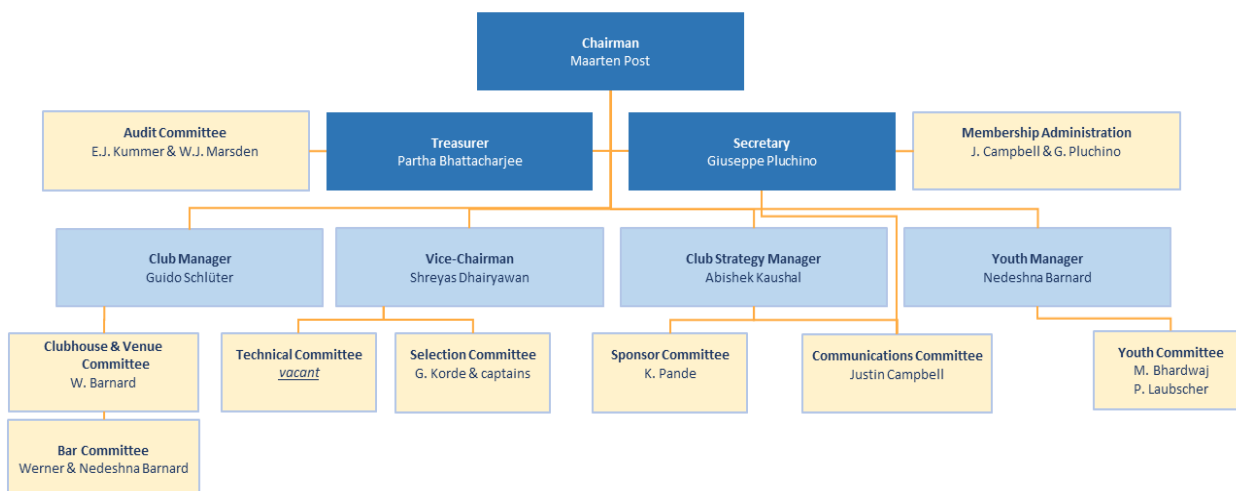 Chairman
Maarten Post
Audit Committee
E.J. Kummer & W.J. Marsden
Treasurer
Partha Bhattacharjee
Secretary
Giuseppe Pluchino
Membership Administration
J. Campbell & G. Pluchino
Club Manager
Guido Schlüter
Vice-Chairman
Shreyas Dhairyawan
Club Strategy Manager
Abishek Kaushal
Youth Manager
Nedeshna Barnard
Clubhouse & Venue
Committee
W. Barnard
Technical Committee
vacant
Selection Committee
G. Korde & captains
Sponsor Committee
K. Pande
Communications Committee
Justin Campbell
Youth Committee
M. Bhardwaj
P. Laubscher
Bar Committee
Werner & Nedeshna Barnard